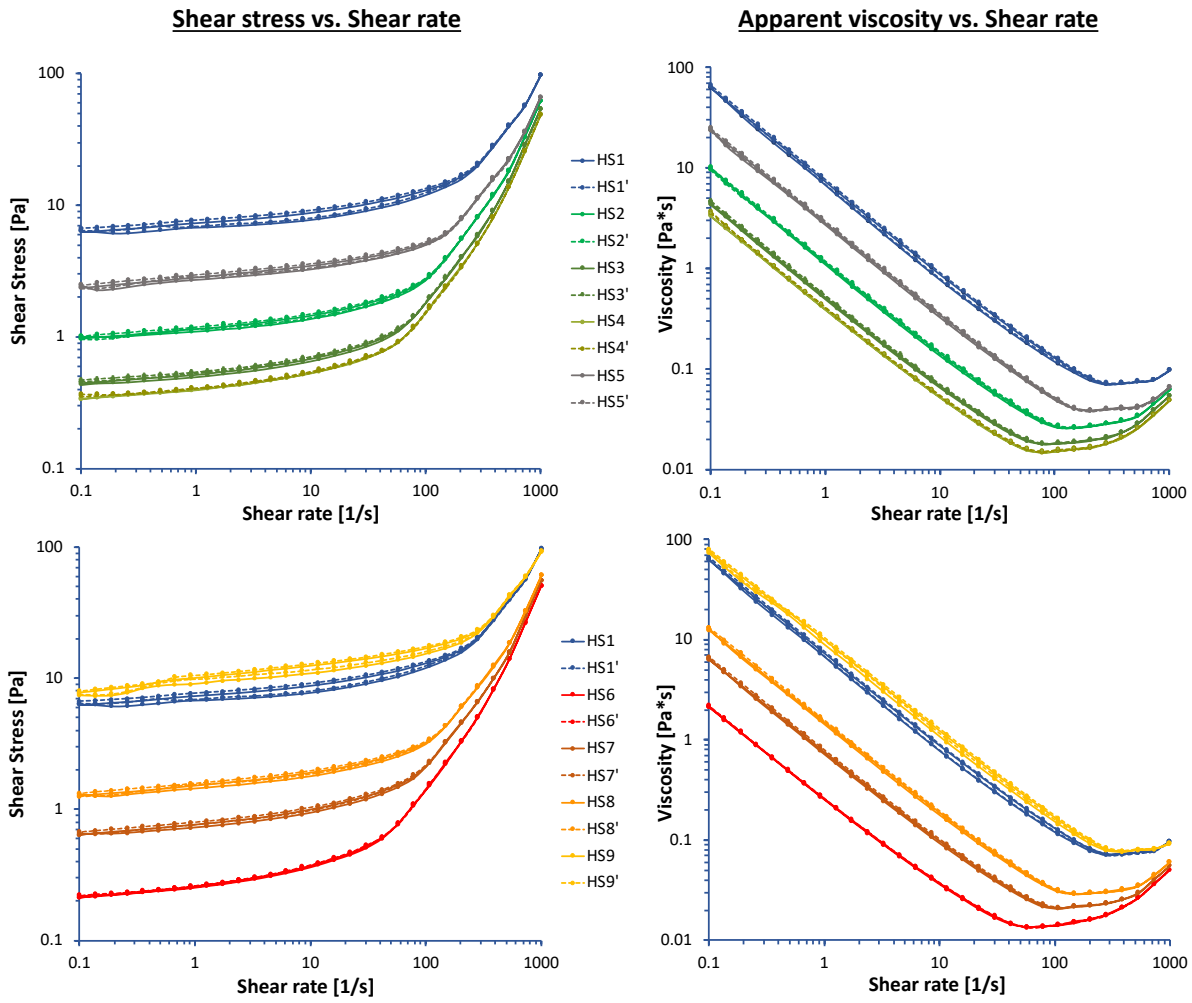 Shear stress vs. Shear rate
Apparent viscosity vs. Shear rate
100
10
1
0.1
Shear Stress [Pa]
0.1
1
10
100
1000
Shear rate [1/s]
HS1
HS1'
HS2
HS2'
HS3
HS3'
HS4
HS4'
HS5
HS5'
100
10
1
0.1
0.01
Viscosity [Pa*s]
0.1
1
10
100
1000
Shear rate [1/s]
100
10
1
0.1
Shear Stress [Pa]
0.1
1
10
100
1000
Shear rate [1/s]
HS1
HS1'
HS6
HS6'
HS7
HS7'
HS8
HS8'
HS9
HS9'
100
10
1
0.1
0.01
Viscosity [Pa*s]
0.1
1
10
100
1000
Shear rate [1/s]